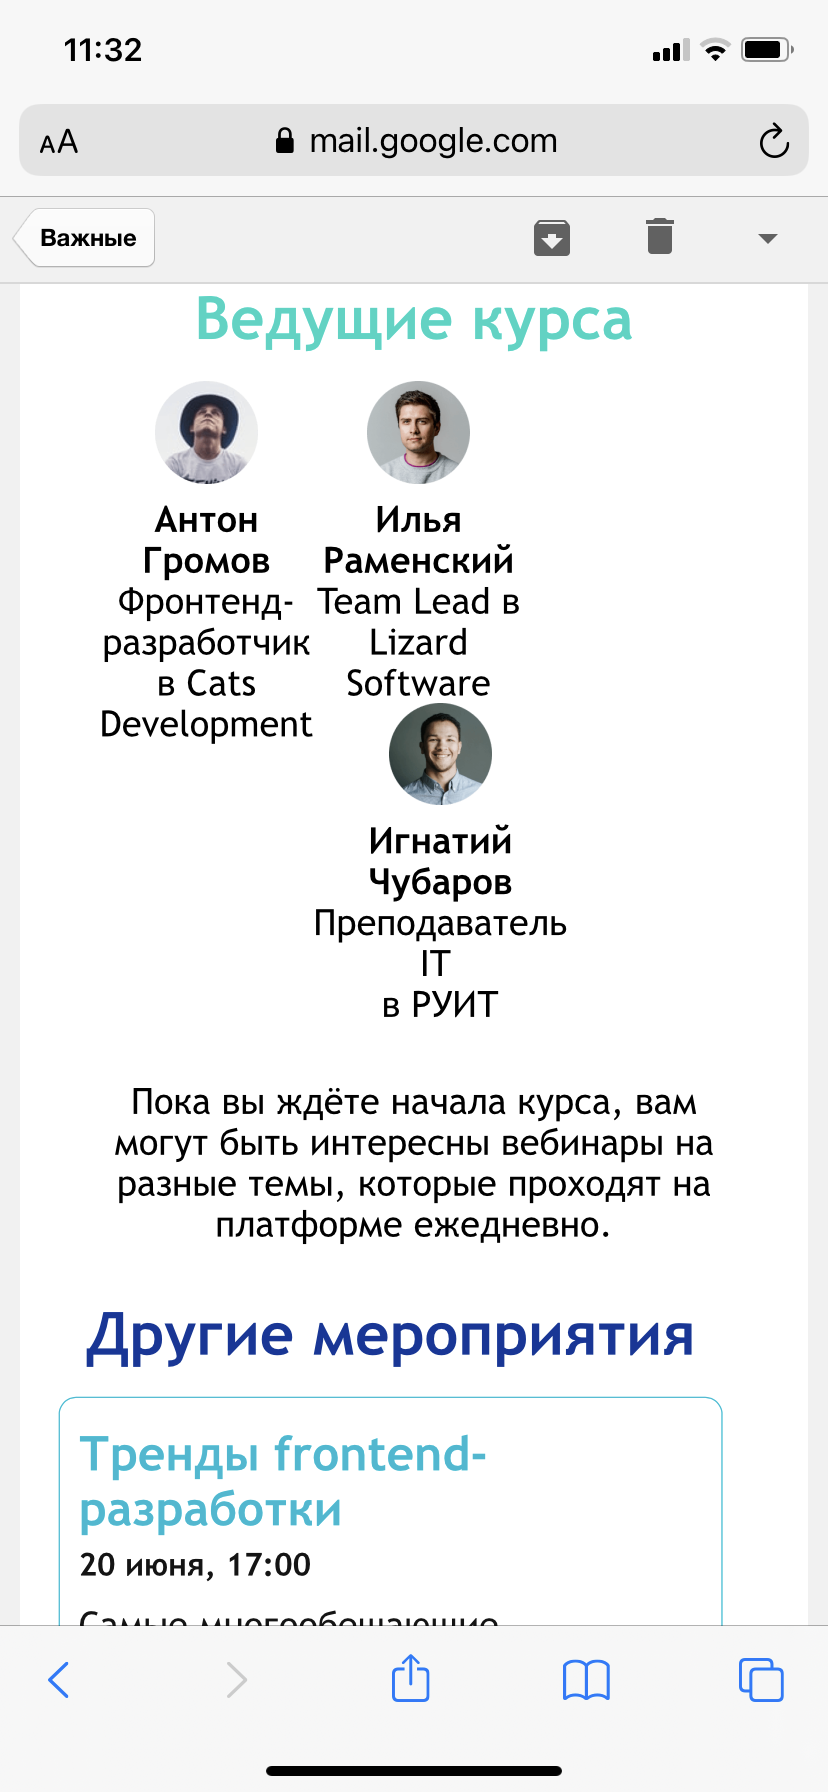 11:32
AA
mail.google.com
Важные
Ведущие курса
Антон
Громов
Фронтенд-
разработчик
в Cats
Development
Илья
Раменский
Team Lead в
Lizard
Software
Игнатий
Чубаров
Преподаватель
IT
в РУИТ
Пока вы ждёте начала курса, вам
могут быть интересны вебинары на
разные темы, которые проходят на
платформе ежедневно.
Другие мероприятия
Тренды frontend-
разработки
20 июня, 17:00
Самые многообещающие